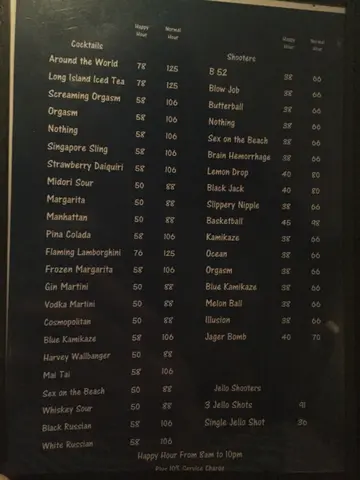 Happy Hour Normal Hour
Cocktails
Around the World 78 125
Long Island Iced Tea 78 125
Screaming Orgasm 58 106
Orgasm 58 106
Nothing 58 106
Singapore Sling 58 106
Strawberry Daiquiri 58 106
Midori Sour 50 88
Margarita 50 88
Manhattan 50 88
Pina Colada 58 106
Flaming Lamborghini 76 125
Frozen Margarita 58 106
Gin Martini 50 88
Vodka Martini 50 88
Cosmopolitan 50 88
Blue Kamikaze 58 106
Harvey Wallbanger 50 88
Mai Tai 58 106
Sex on the Beach 50 88
Whiskey Sour 50 88
Black Russian 58 106
White Russian 58 106
Happy Hour Normal Hour
Shooters
B 52 38 66
Blow Job 38 66
Butterball 38 66
Nothing 38 66
Sex on the Beach 38 66
Brain Hemorrhage 38 66
Lemon Drop 40 80
Black Jack 40 80
Slippery Nipple 38 66
Basketball 45 98
Kamikaze 38 66
Ocean 38 66
Orgasm 38 66
Blue Kamikaze 38 66
Melon Ball 38 66
Illusion 38 66
Jager Bomb 40 70
Jello Shooters
3 Jello Shots 91
Single Jello Shot 36
Happy Hour From 8am to 10pm
Plus 10% Service Charge